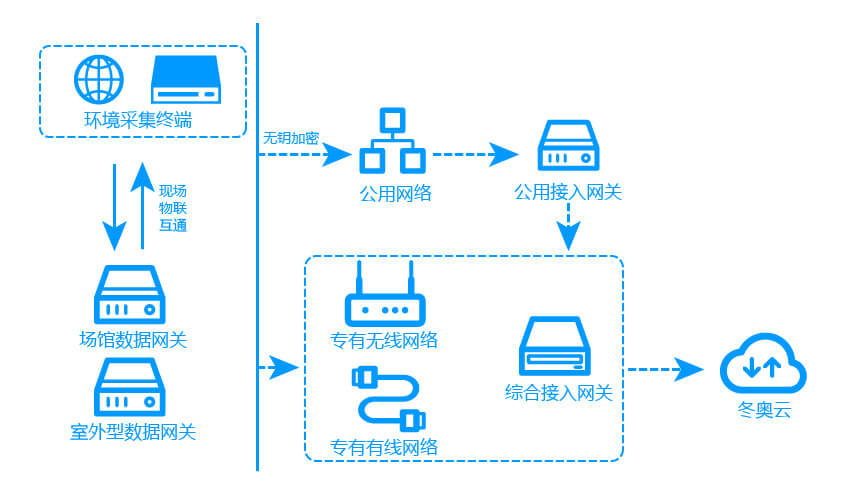 环境采集终端
无钥加密
现场
物联
互通
公用网络
公用接入网关
场馆数据网关
室外型数据网关
专有无线网络
专有有线网络
综合接入网关
冬奥云